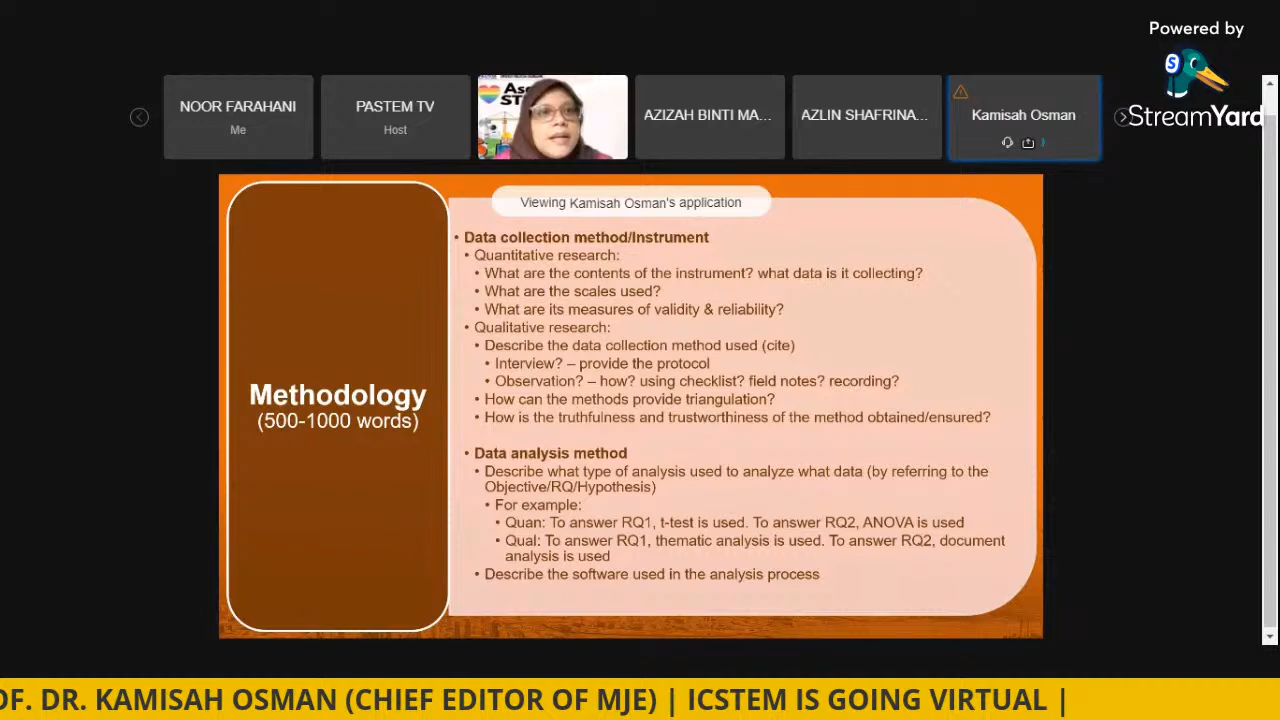 Powered by
StreamYard
NOOR FARAHANI
Me
PASTEM TV
Host
AZIZAH BINTI MA...
AZLIN SHAFRINA...
Kamisah Osman
Viewing Kamisah Osman's application
Methodology
(500-1000 words)
• Data collection method/Instrument
• Quantitative research:
• What are the contents of the instrument? what data is it collecting?
• What are the scales used?
• What are its measures of validity & reliability?
• Qualitative research:
• Describe the data collection method used (cite)
• Interview? – provide the protocol
• Observation? – how? using checklist? field notes? recording?
• How can the methods provide triangulation?
• How is the truthfulness and trustworthiness of the method obtained/ensured?
• Data analysis method
• Describe what type of analysis used to analyze what data (by referring to the
Objective/RQ/Hypothesis)
• For example:
• Quan: To answer RQ1, t-test is used. To answer RQ2, ANOVA is used
• Qual: To answer RQ1, thematic analysis is used. To answer RQ2, document
analysis is used
• Describe the software used in the analysis process
OF. DR. KAMISAH OSMAN (CHIEF EDITOR OF MJE) | ICSTEM IS GOING VIRTUAL |